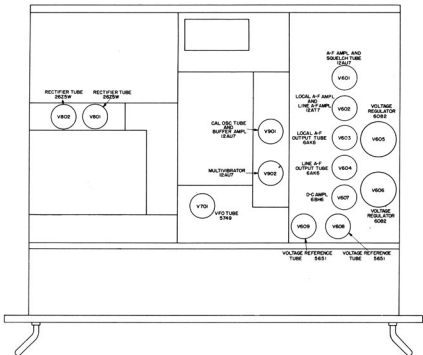 A-F AMPL AND
SQUELCH TUBE
12AU7
V601
RECTIFIER TUBE
26Z5W
RECTIFIER TUBE
26Z5W
V802
V801
LOCAL A-F AMPL
AND
LINE A-F AMPL
12AT7
V602
VOLTAGE
REGULATOR
6082
V605
CAL OSC TUBE
AND
BUFFER AMPL
12AU7
V901
LOCAL A-F
OUTPUT TUBE
6AK6
V603
MULTIVIBRATOR
12AU7
V902
LINE A-F
OUTPUT TUBE
6AK6
V604
D-C AMPL
6BH6
V607
V606
VOLTAGE
REGULATOR
6082
V701
VFO TUBE
5749
V609
V608
VOLTAGE REFERENCE
TUBE 5651
VOLTAGE REFERENCE
TUBE 5651